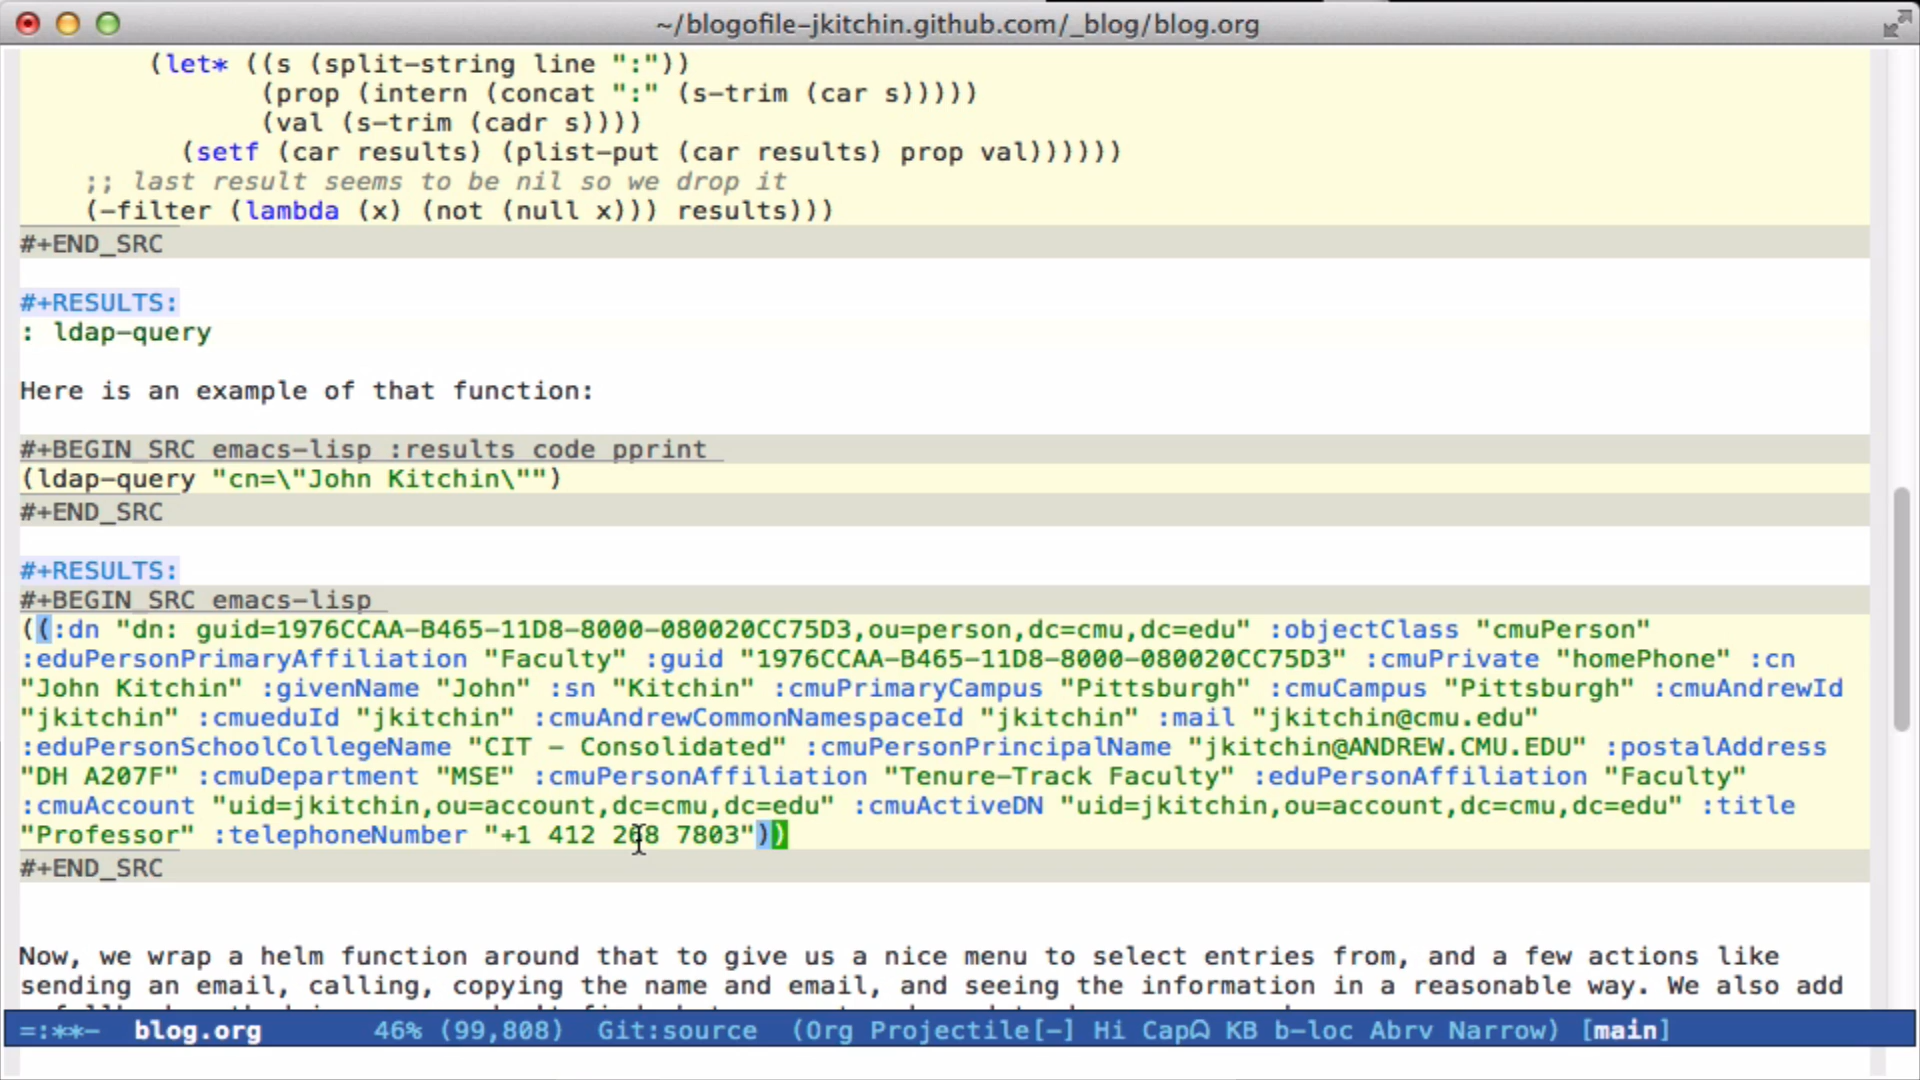 ~/blogofile-jkitchin.github.com/_blog/blog.org
(let* ((s (split-string line ":"))
(prop (intern (concat ":" (s-trim (car s)))))
(val (s-trim (cadr s))))
(setf (car results) (plist-put (car results) prop val))))))
;; last result seems to be nil so we drop it
(-filter (lambda (x) (not (null x))) results)))
#+END_SRC
#+RESULTS:
: ldap-query
Here is an example of that function:
#+BEGIN_SRC emacs-lisp :results code pprint
(ldap-query "cn=\"John Kitchin\"")
#+END_SRC
#+RESULTS:
#+BEGIN_SRC emacs-lisp
((:dn "dn: guid=1976CCAA-B465-11D8-8000-080020CC75D3,ou=person,dc=cmu,dc=edu" :objectClass "cmuPerson"
:eduPersonPrimaryAffiliation "Faculty" :guid "1976CCAA-B465-11D8-8000-080020CC75D3" :cmuPrivate "homePhone" :cn
"John Kitchin" :givenName "John" :sn "Kitchin" :cmuPrimaryCampus "Pittsburgh" :cmuCampus "Pittsburgh" :cmuAndrewId
"jkitchin" :cmueduId "jkitchin" :cmuAndrewCommonNamespaceId "jkitchin" :mail "jkitchin@cmu.edu"
:eduPersonSchoolCollegeName "CIT - Consolidated" :cmuPersonPrincipalName "jkitchin@ANDREW.CMU.EDU" :postalAddress
"DH A207F" :cmuDepartment "MSE" :cmuPersonAffiliation "Tenure-Track Faculty" :eduPersonAffiliation "Faculty"
:cmuAccount "uid=jkitchin,ou=account,dc=cmu,dc=edu" :cmuActiveDN "uid=jkitchin,ou=account,dc=cmu,dc=edu" :title
"Professor" :telephoneNumber "+1 412 268 7803"))
#+END_SRC
Now, we wrap a helm function around that to give us a nice menu to select entries from, and a few actions like
sending an email, calling, copying the name and email, and seeing the information in a reasonable way. We also add
=:**- blog.org 46% (99,808) Git:source (Org Projectile[-] Hi Cap KB b-loc Abrv Narrow) [main]